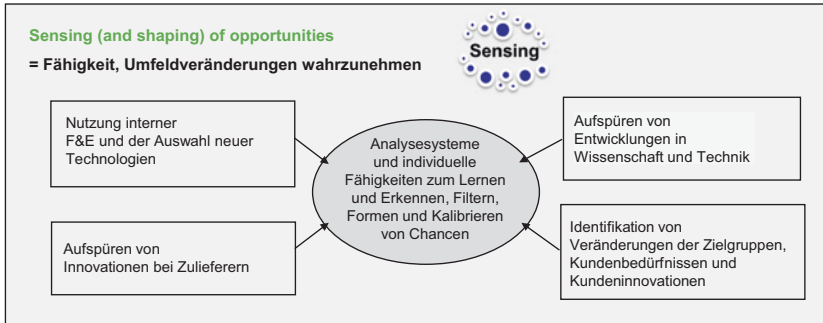 Sensing (and shaping) of opportunities
= Fähigkeit, Umfeldveränderungen wahrzunehmen
Sensing
Nutzung interner
F&E und der Auswahl neuer
Technologien
Aufspüren von
Innovationen bei Zulieferern
Analysesysteme
und individuelle
Fähigkeiten zum Lernen
und Erkennen, Filtern,
Formen und Kalibrieren
von Chancen
Aufspüren von
Entwicklungen in
Wissenschaft und Technik
Identifikation von
Veränderungen der Zielgruppen,
Kundenbedürfnissen und
Kundeninnovationen